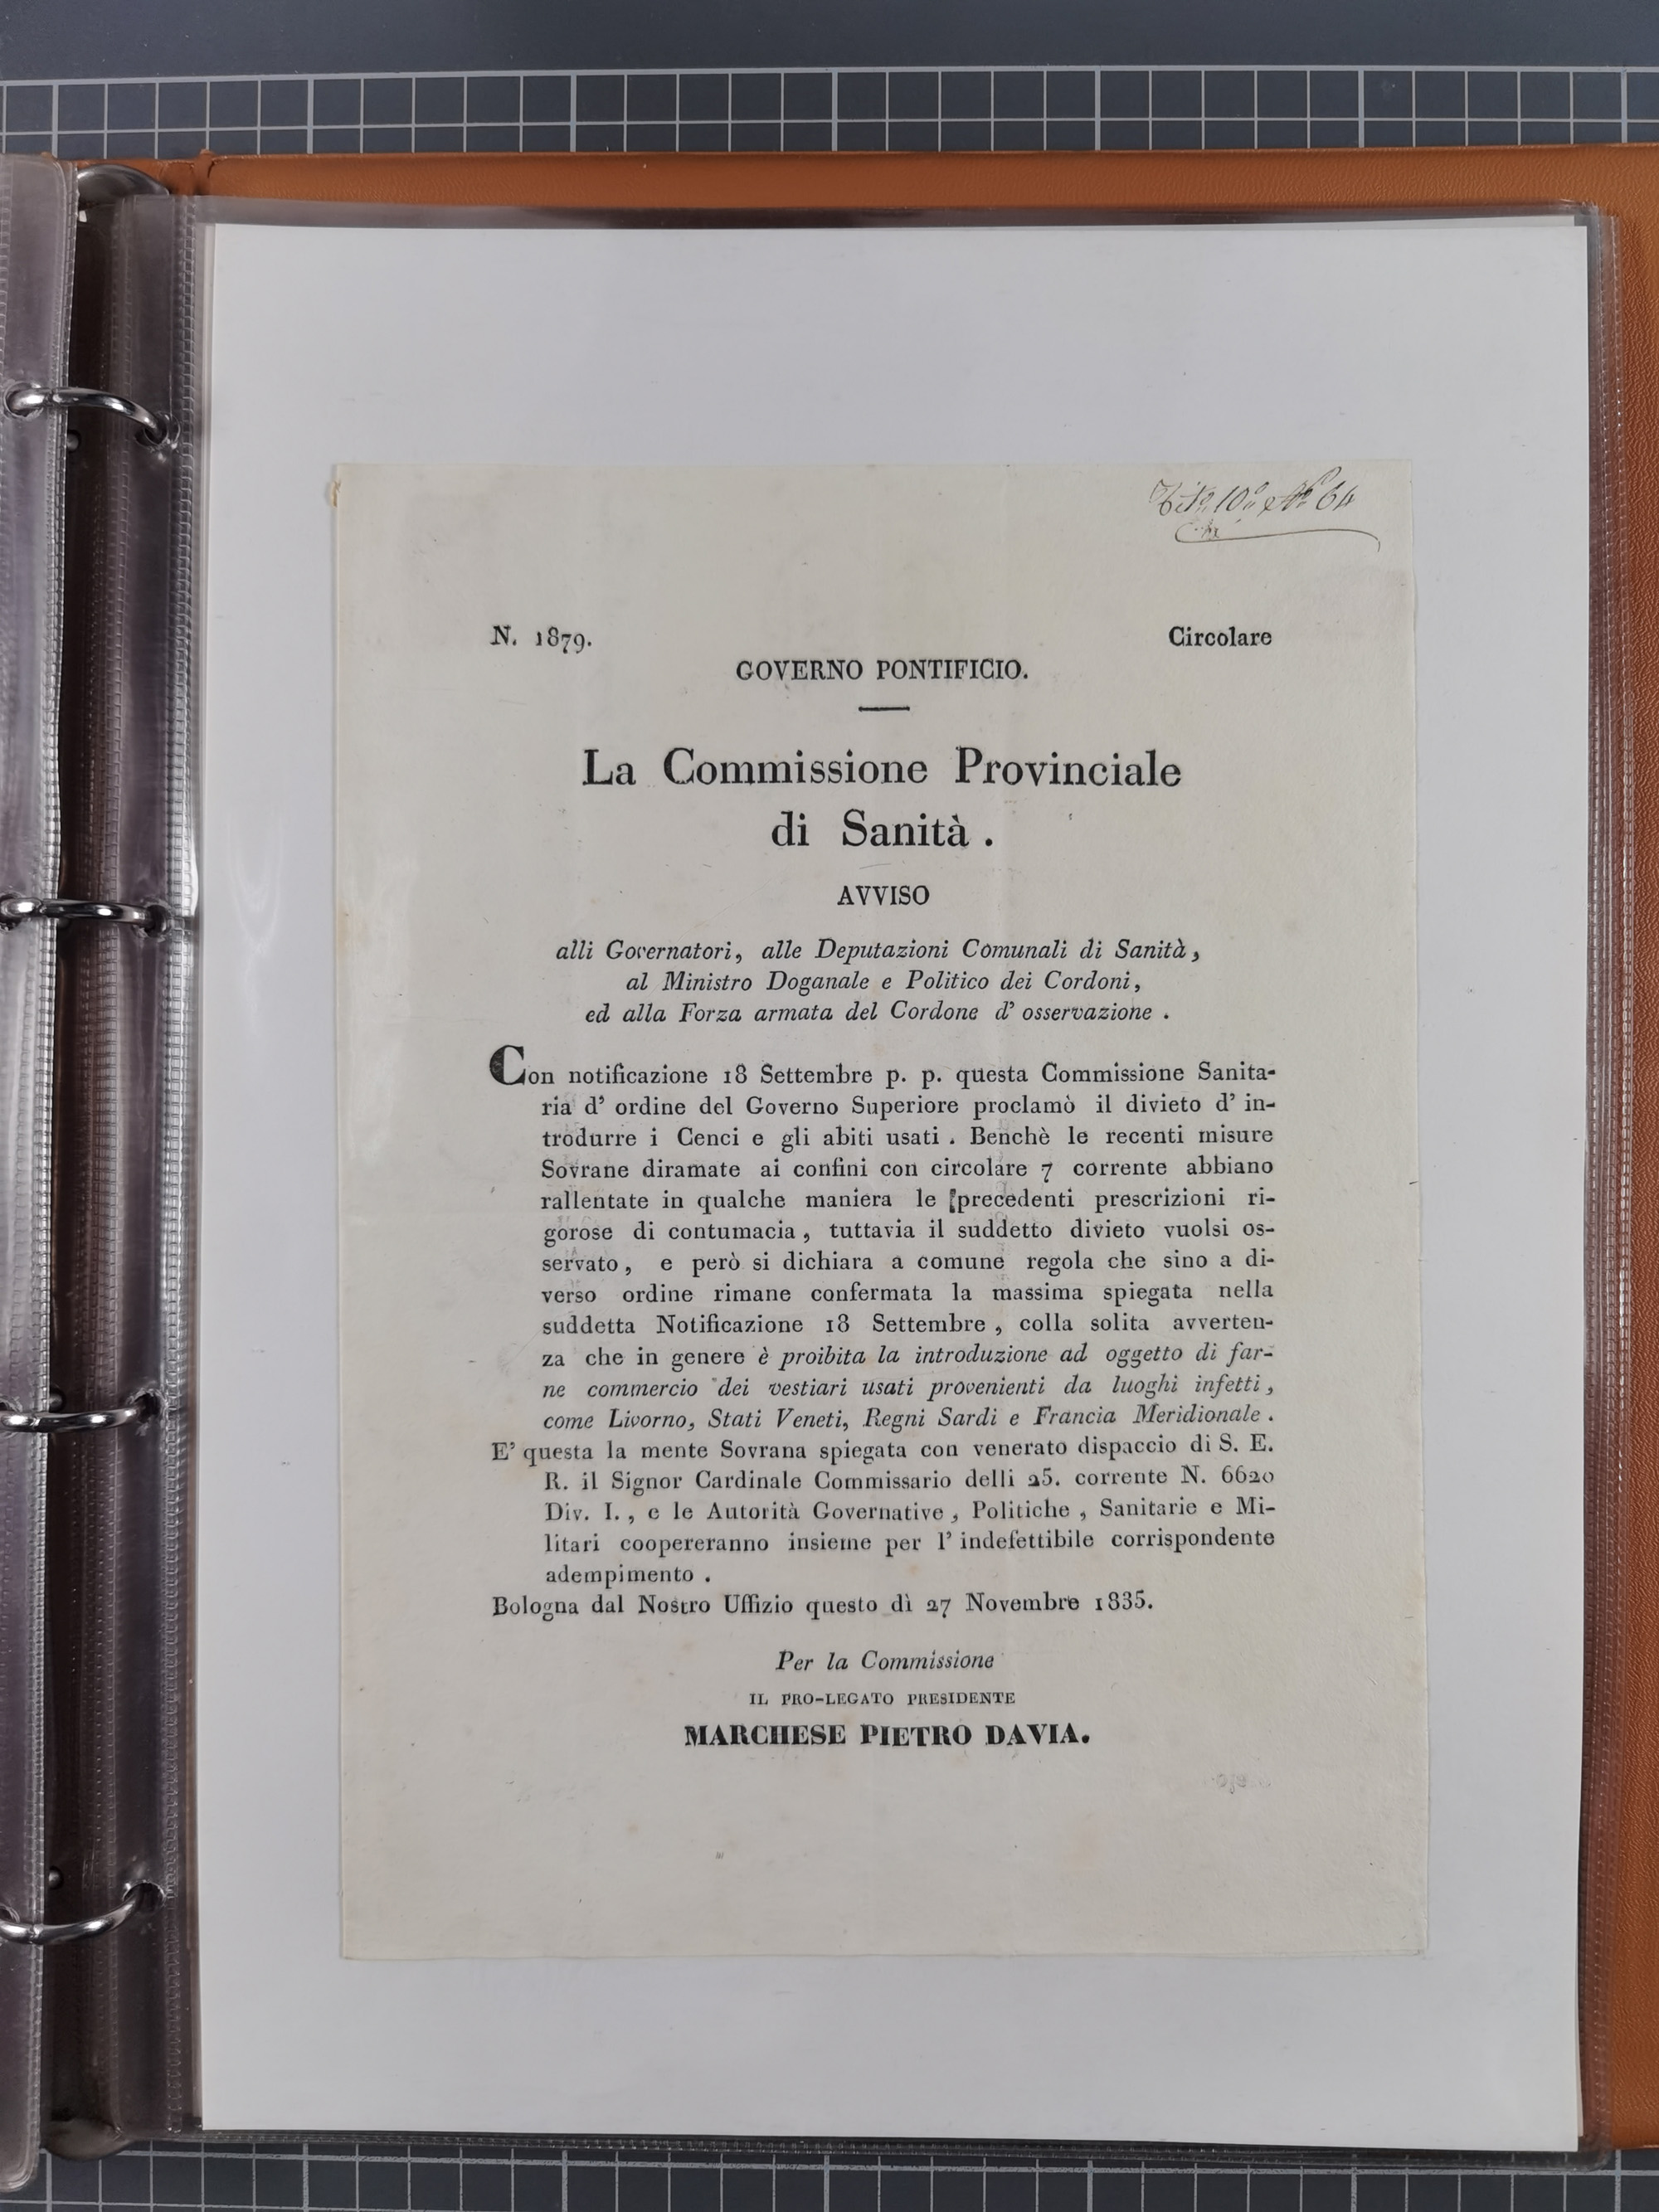 Tit.° 10.° N.° 64
N. 1879.
Circolare
GOVERNO PONTIFICIO.
La Commissione Provinciale
di Sanità .
AVVISO
alli Governatori, alle Deputazioni Comunali di Sanità,
al Ministro Doganale e Politico dei Cordoni,
ed alla Forza armata del Cordone d' osservazione .
Con notificazione 18 Settembre p. p. questa Commissione Sanita-
ria d' ordine del Governo Superiore proclamò il divieto d' in-
trodurre i Cenci e gli abiti usati . Benchè le recenti misure
Sovrane diramate ai confini con circolare 7 corrente abbiano
rallentate in qualche maniera le precedenti prescrizioni ri-
gorose di contumacia, tuttavia il suddetto divieto vuolsi os-
servato, e però si dichiara a comune regola che sino a di-
verso ordine rimane confermata la massima spiegata nella
suddetta Notificazione 18 Settembre, colla solita avverten-
za che in genere è proibita la introduzione ad oggetto di far-
ne commercio dei vestiari usati provenienti da luoghi infetti,
come Livorno, Stati Veneti, Regni Sardi e Francia Meridionale .
E' questa la mente Sovrana spiegata con venerato dispaccio di S. E.
R. il Signor Cardinale Commissario delli 25. corrente N. 6620
Div. I., e le Autorità Governative, Politiche, Sanitarie e Mi-
litari coopereranno insieme per l' indefettibile corrispondente
adempimento .
Bologna dal Nostro Uffizio questo dì 27 Novembre 1835.
Per la Commissione
IL PRO-LEGATO PRESIDENTE
MARCHESE PIETRO DAVIA.